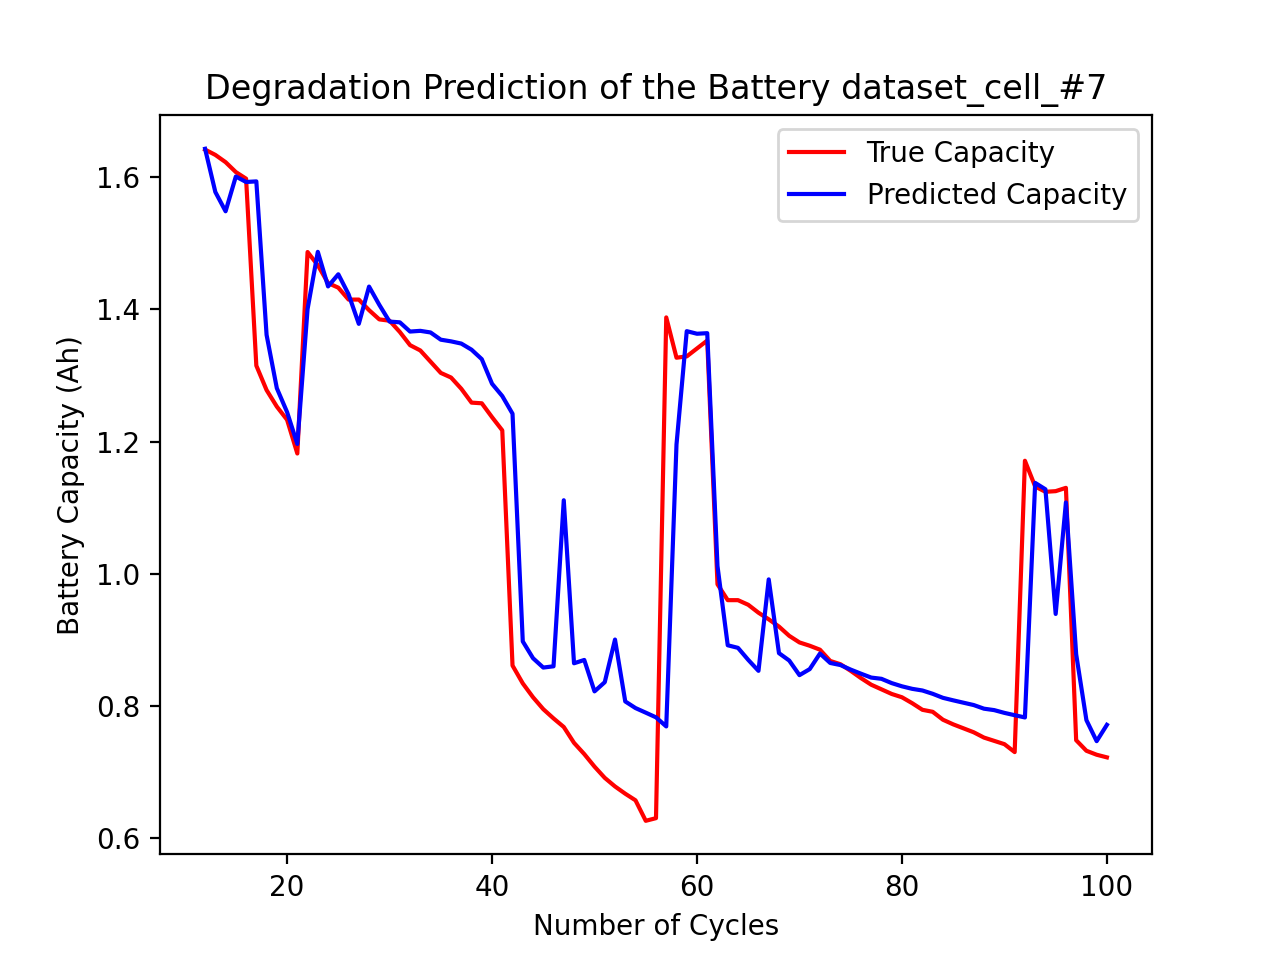 Degradation Prediction of the Battery dataset_cell_#7
True Capacity
Predicted Capacity
Battery Capacity (Ah)
1.6
1.4
1.2
1.0
0.8
0.6
20 40 60 80 100
Number of Cycles